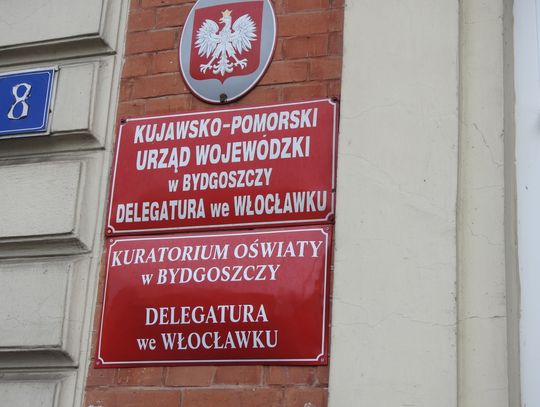 8
KUJAWSKO-POMORSKI
URZĄD WOJEWÓDZKI
w BYDGOSZCZY
DELEGATURA we WŁOCŁAWKU
KURATORIUM OŚWIATY
w BYDGOSZCZY
DELEGATURA
we WŁOCŁAWKU